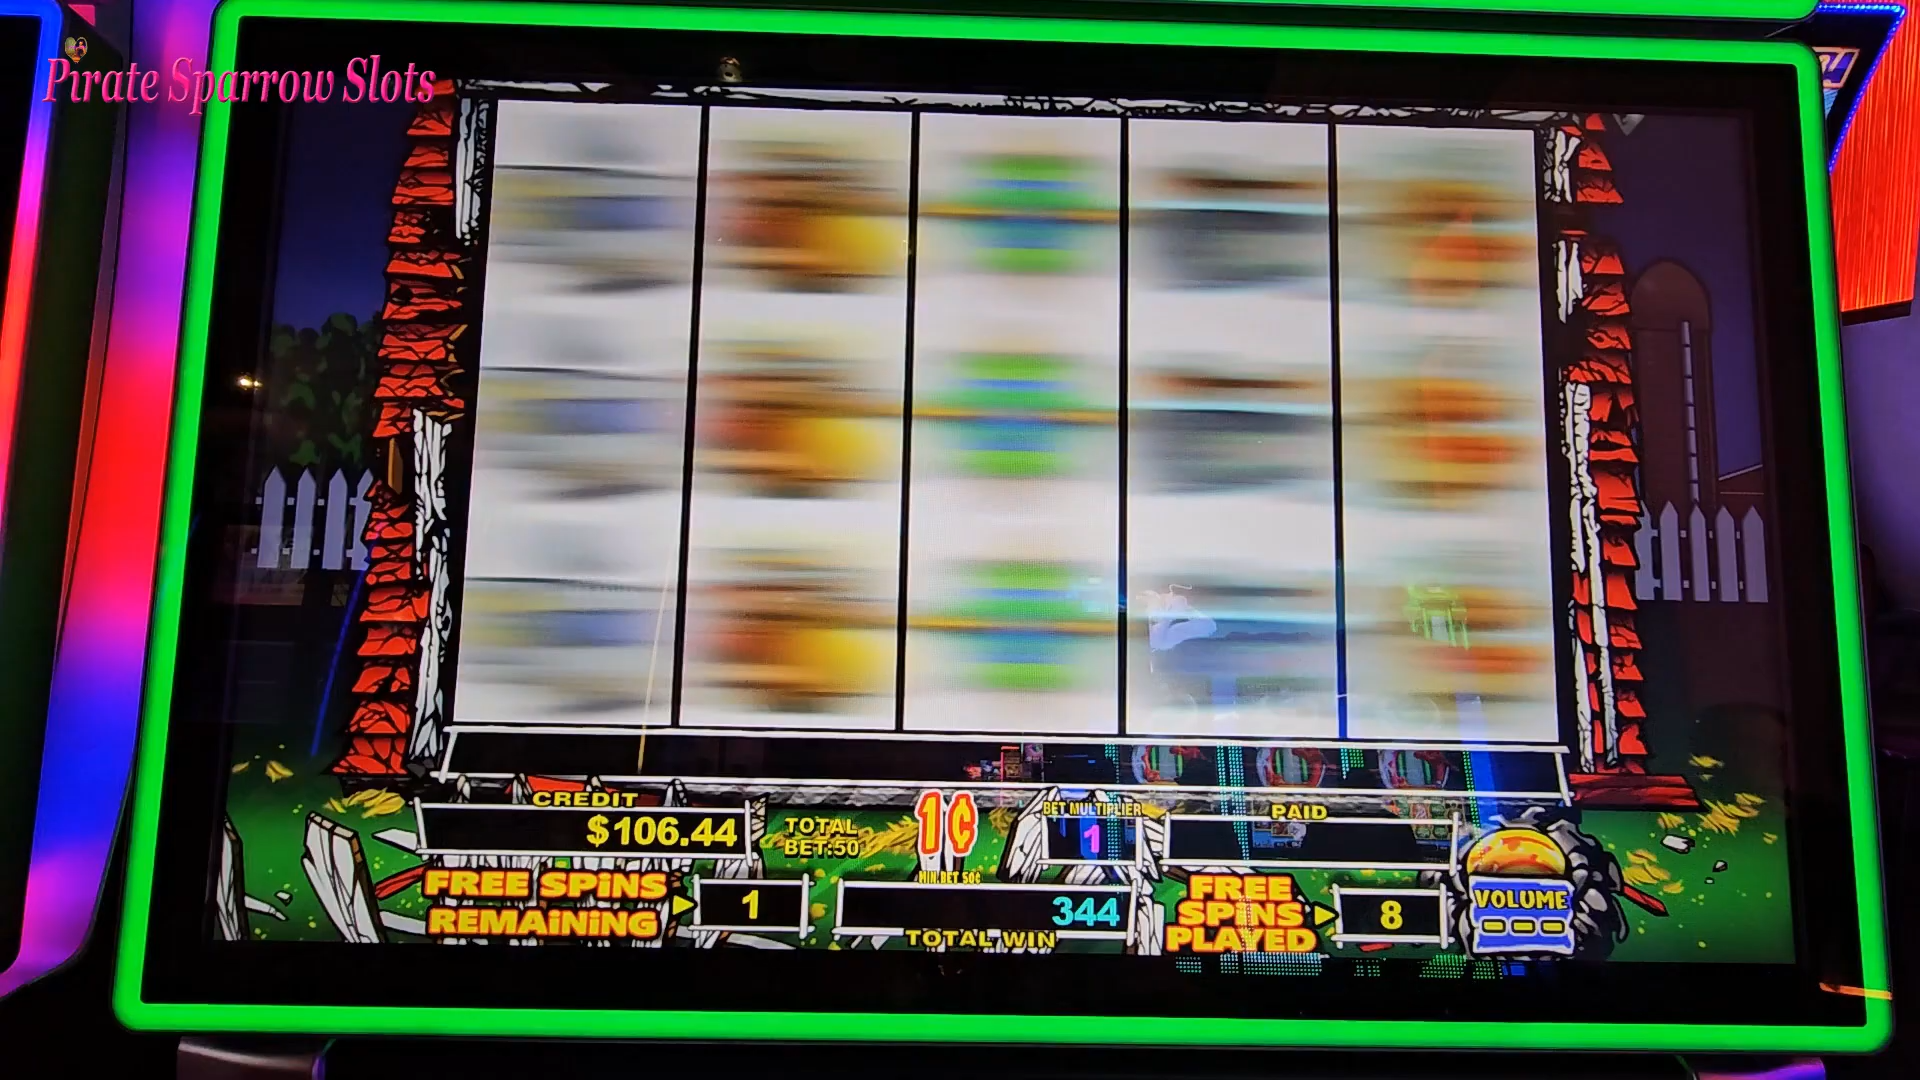 Pirate Sparrow Slots
CREDIT
$106.44
TOTAL
BET:50
1¢
MIN.BET 50¢
BET MULTIPLIER
1
PAID
FREE SPiNS
REMAiNiNG
1
344
TOTAL WIN
FREE
SPiNS
PLAYED
8
VOLUME